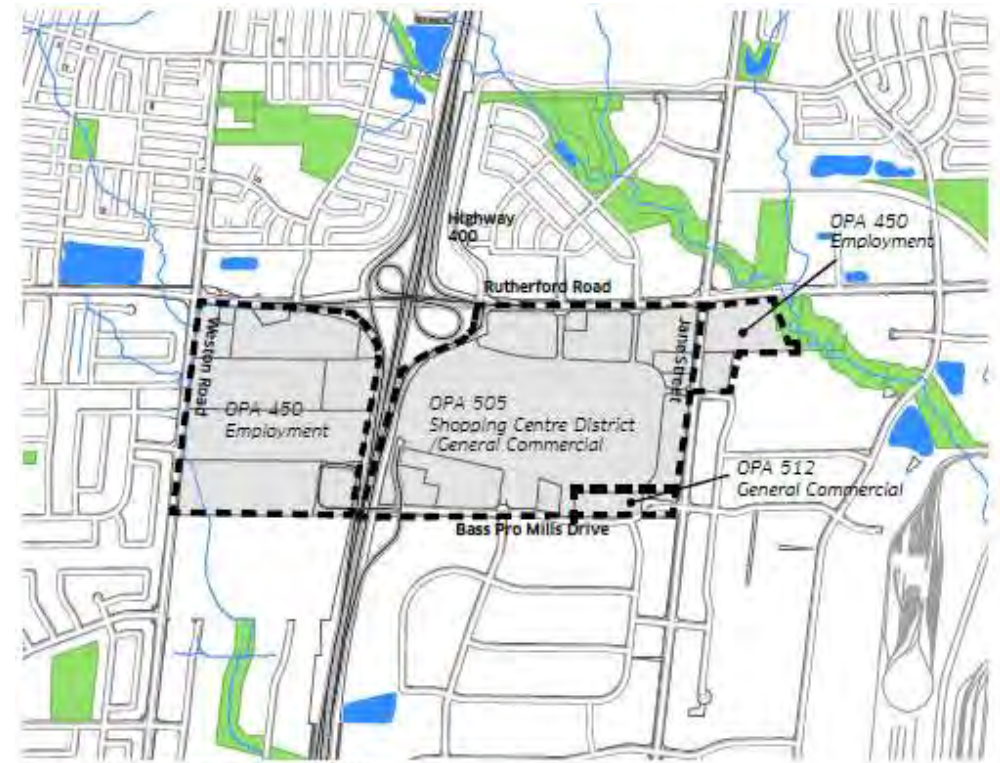 OPA 450
Employment
Highway
400
Rutherford Road
Weston Road
Jane Street
OPA 450
Employment
OPA 505
Shopping Centre District
/General Commercial
OPA 512
General Commercial
Bass Pro Mills Drive